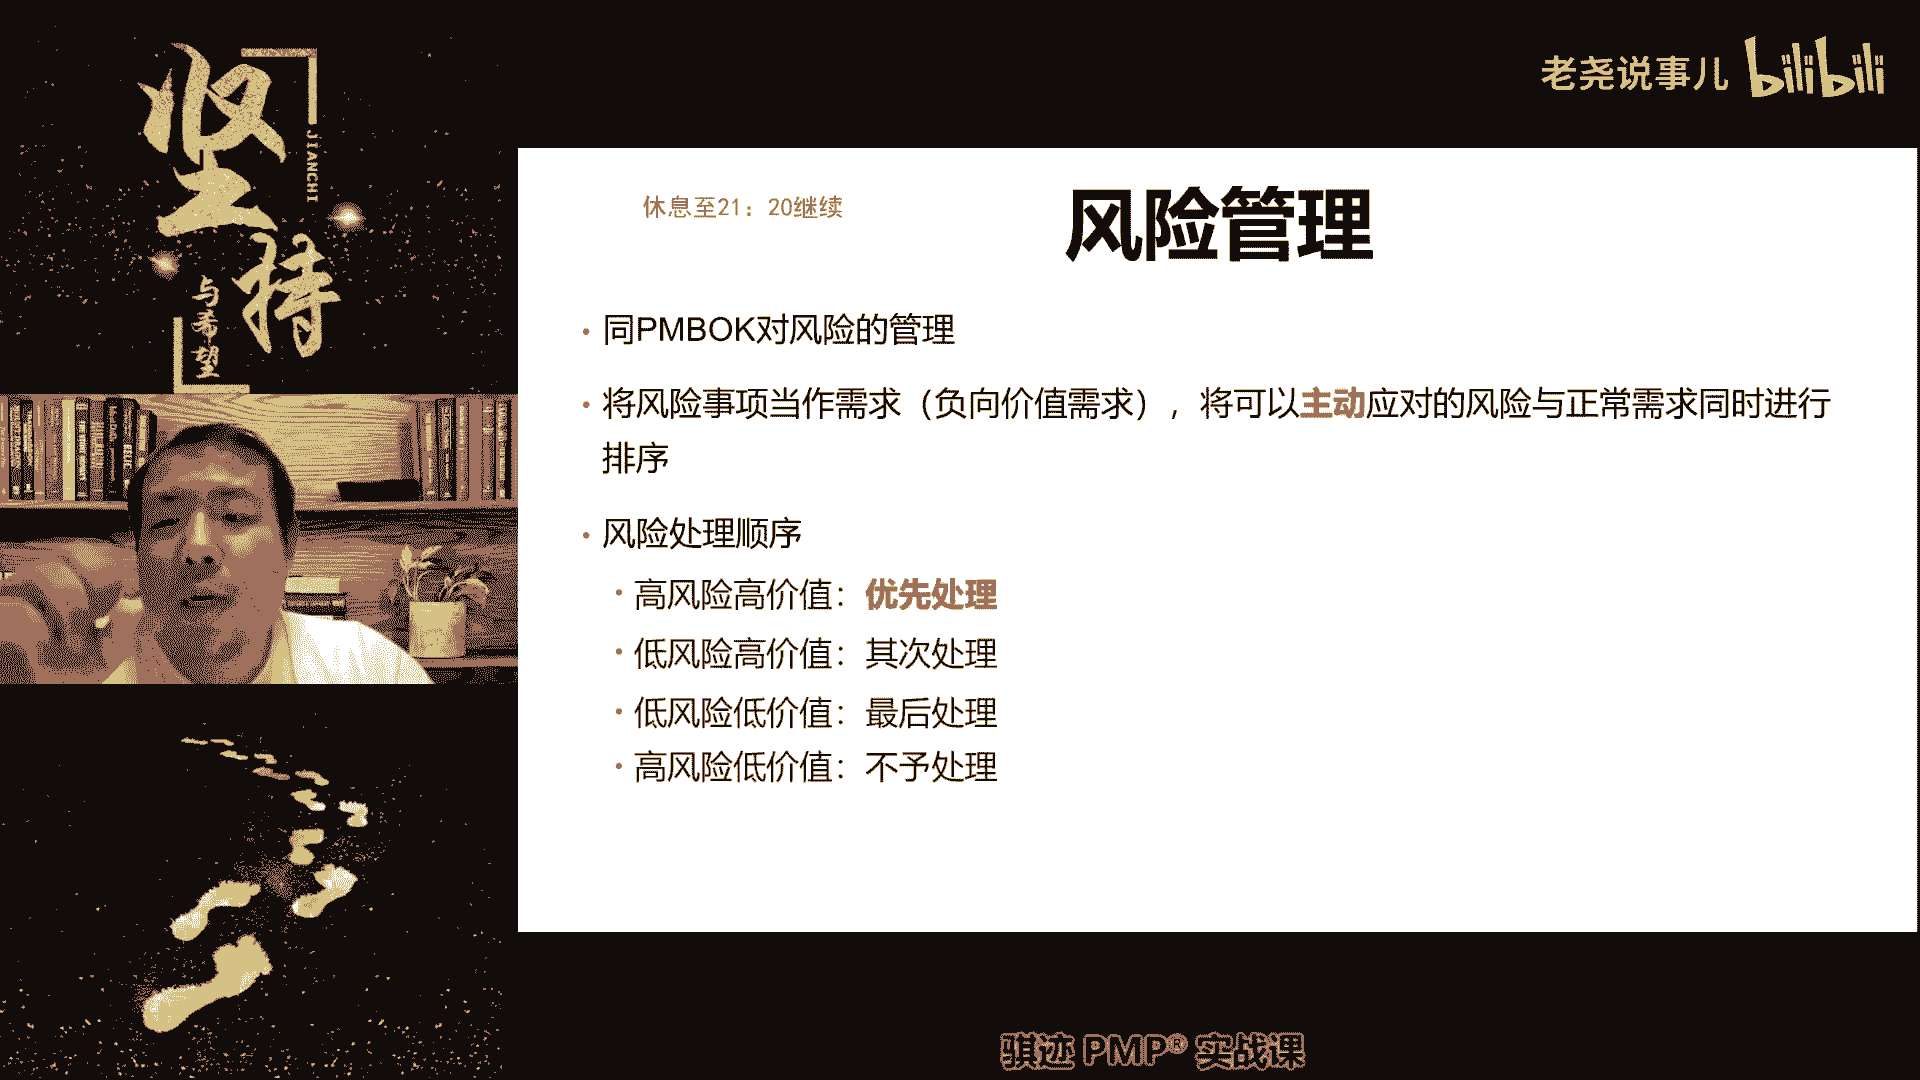 坚持
JIANCHI
与希望
老尧说事儿 bilibili
休息至21：20继续
风险管理
• 同PMBOK对风险的管理
• 将风险事项当作需求（负向价值需求），将可以主动应对的风险与正常需求同时进行
排序
• 风险处理顺序
• 高风险高价值：优先处理
• 低风险高价值：其次处理
• 低风险低价值：最后处理
• 高风险低价值：不予处理
骐迹 PMP® 实战课